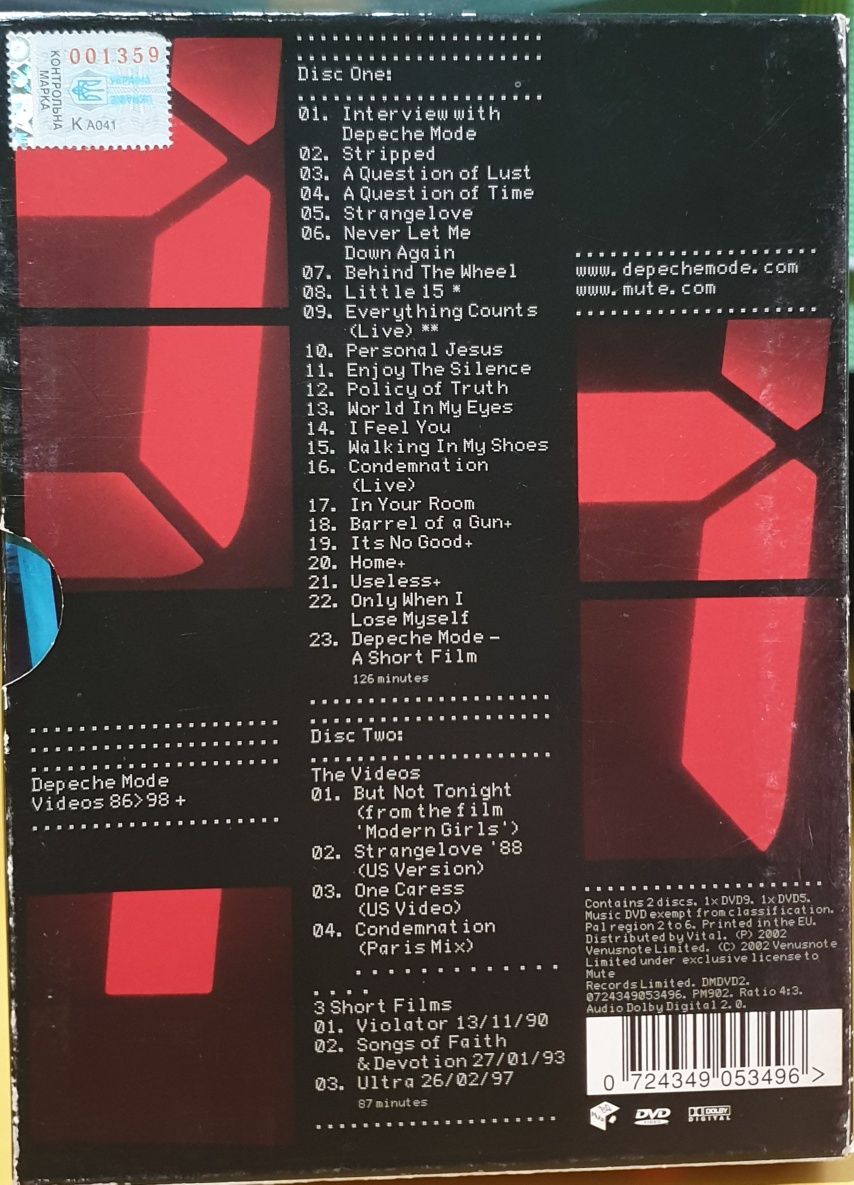 001359
КОНТРОЛЬНА
МАРКА
УКРАЇНА
UKRAINE
К А041
Disc One:
01. Interview with
Depeche Mode
02. Stripped
03. A Question of Lust
04. A Question of Time
05. Strangelove
06. Never Let Me
Down Again
07. Behind The Wheel
08. Little 15 *
09. Everything Counts
(Live) **
10. Personal Jesus
11. Enjoy The Silence
12. Policy of Truth
13. World In My Eyes
14. I Feel You
15. Walking In My Shoes
16. Condemnation
(Live)
17. In Your Room
18. Barrel of a Gun+
19. Its No Good+
20. Home+
21. Useless+
22. Only When I
Lose Myself
23. Depeche Mode –
A Short Film
126 minutes
Disc Two:
The Videos
01. But Not Tonight
(from the film
'Modern Girls')
02. Strangelove '88
(US Version)
03. One Caress
(US Video)
04. Condemnation
(Paris Mix)
3 Short Films
01. Violator 13/11/90
02. Songs of Faith
& Devotion 27/01/93
03. Ultra 26/02/97
87 minutes
Depeche Mode
Videos 86>98 +
www.depechemode.com
www.mute.com
Contains 2 discs. 1x DVD9. 1x DVD5.
Music DVD exempt from classification.
Pal region 2 to 6. Printed in the EU.
Distributed by Vital. (P) 2002
Venusnote Limited. (C) 2002 Venusnote
Limited under exclusive license to
Mute
Records Limited. DMDVD2.
0724349053496. PM902. Ratio 4:3.
Audio Dolby Digital 2.0.
0 724349 053496 >
DVD
VIDEO
DOLBY
DIGITAL